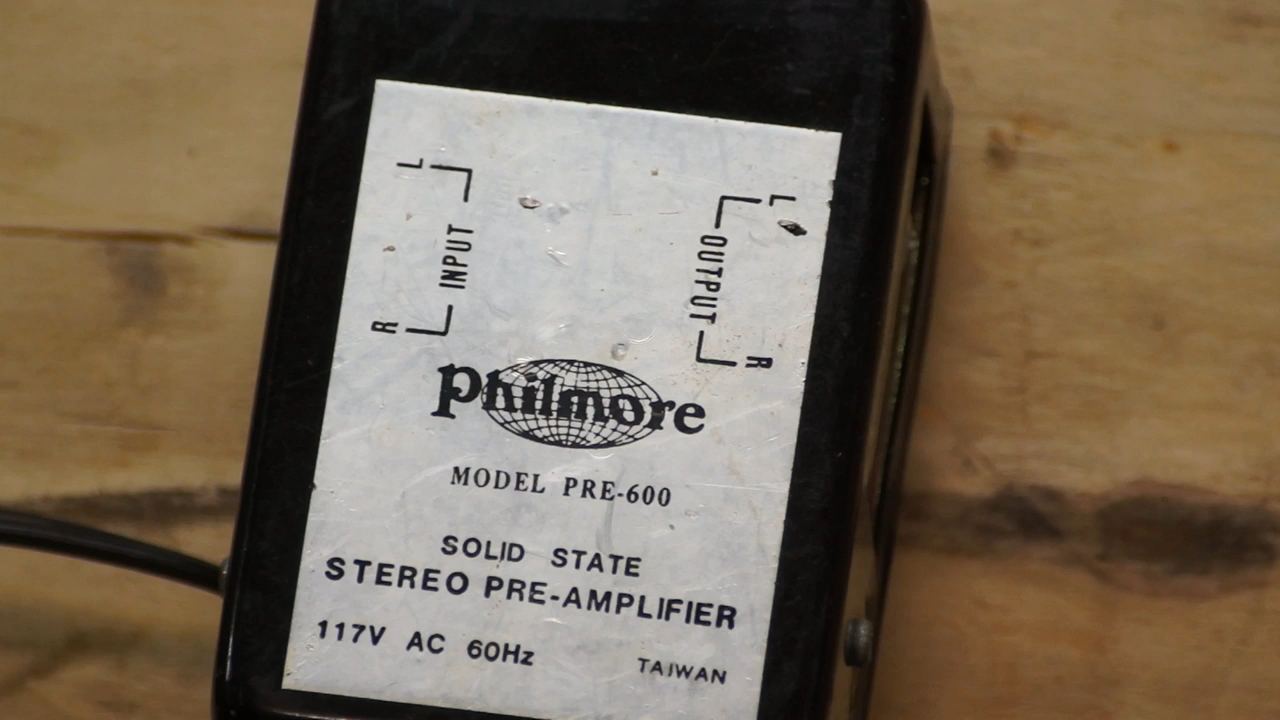 L
INPUT
R
L
OUTPUT
R
philmore
MODEL PRE-600
SOLID STATE
STEREO PRE-AMPLIFIER
117V AC 60Hz
TAIWAN